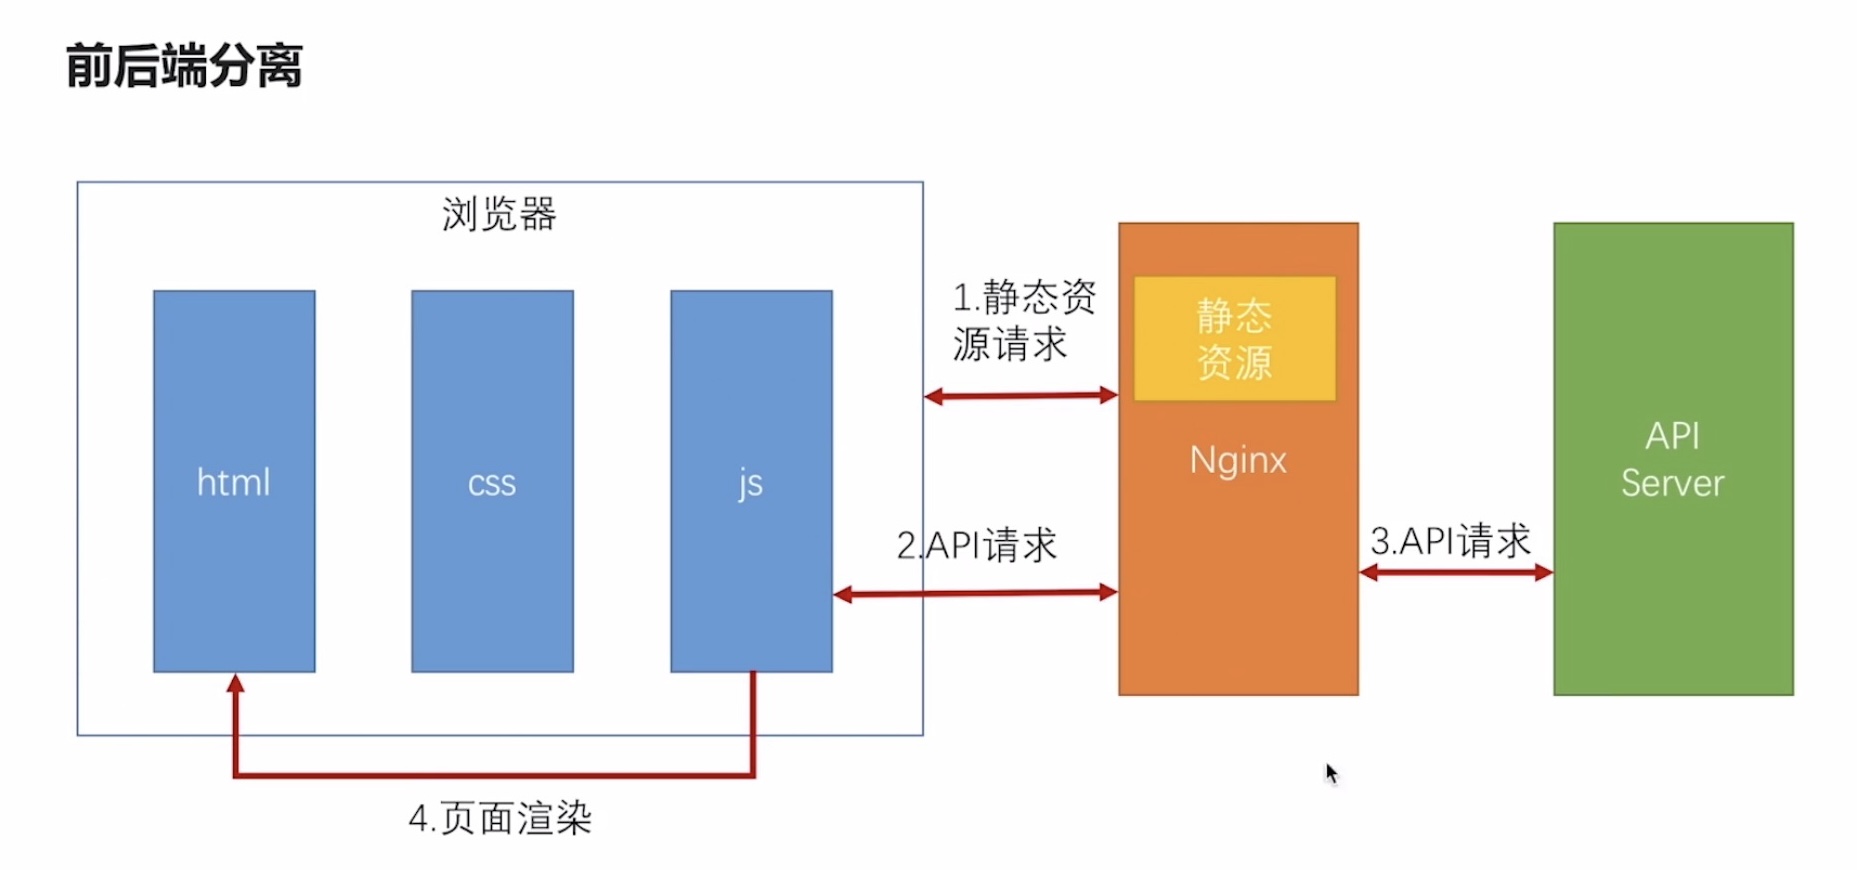 前后端分离
浏览器
html
css
js
1.静态资
源请求
2.API请求
静态
资源
Nginx
3.API请求
API
Server
4.页面渲染